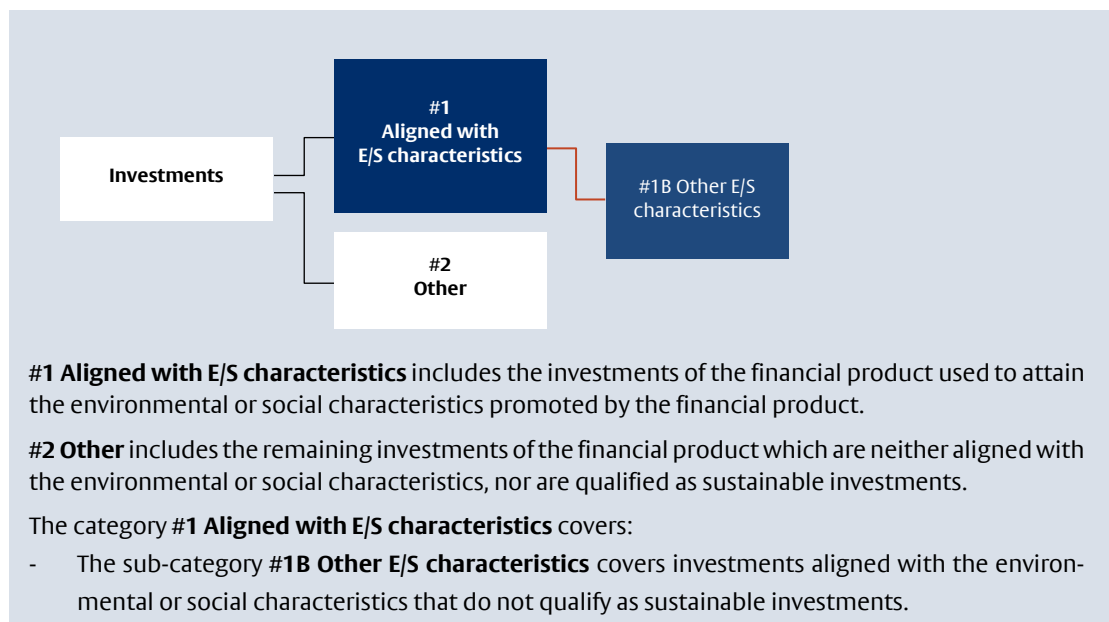 #1
Aligned with
E/S characteristics
Investments
#1B Other E/S
characteristics
#2
Other
#1 Aligned with E/S characteristics includes the investments of the financial product used to attain
the environmental or social characteristics promoted by the financial product.
#2 Other includes the remaining investments of the financial product which are neither aligned with
the environmental or social characteristics, nor are qualified as sustainable investments.
The category #1 Aligned with E/S characteristics covers:
- The sub-category #1B Other E/S characteristics covers investments aligned with the environ-
mental or social characteristics that do not qualify as sustainable investments.